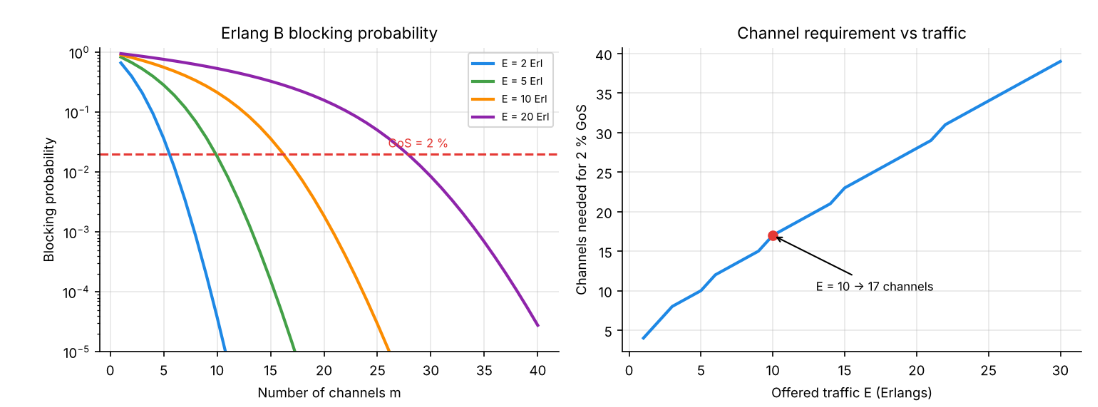 Erlang B blocking probability
10⁰
10⁻¹
10⁻²
10⁻³
10⁻⁴
10⁻⁵
Blocking probability
E = 2 Erl
E = 5 Erl
E = 10 Erl
E = 20 Erl
GoS = 2 %
0 5 10 15 20 25 30 35 40
Number of channels m
Channel requirement vs traffic
40
35
30
25
20
15
10
5
Channels needed for 2 % GoS
E = 10 → 17 channels
0 5 10 15 20 25 30
Offered traffic E (Erlangs)